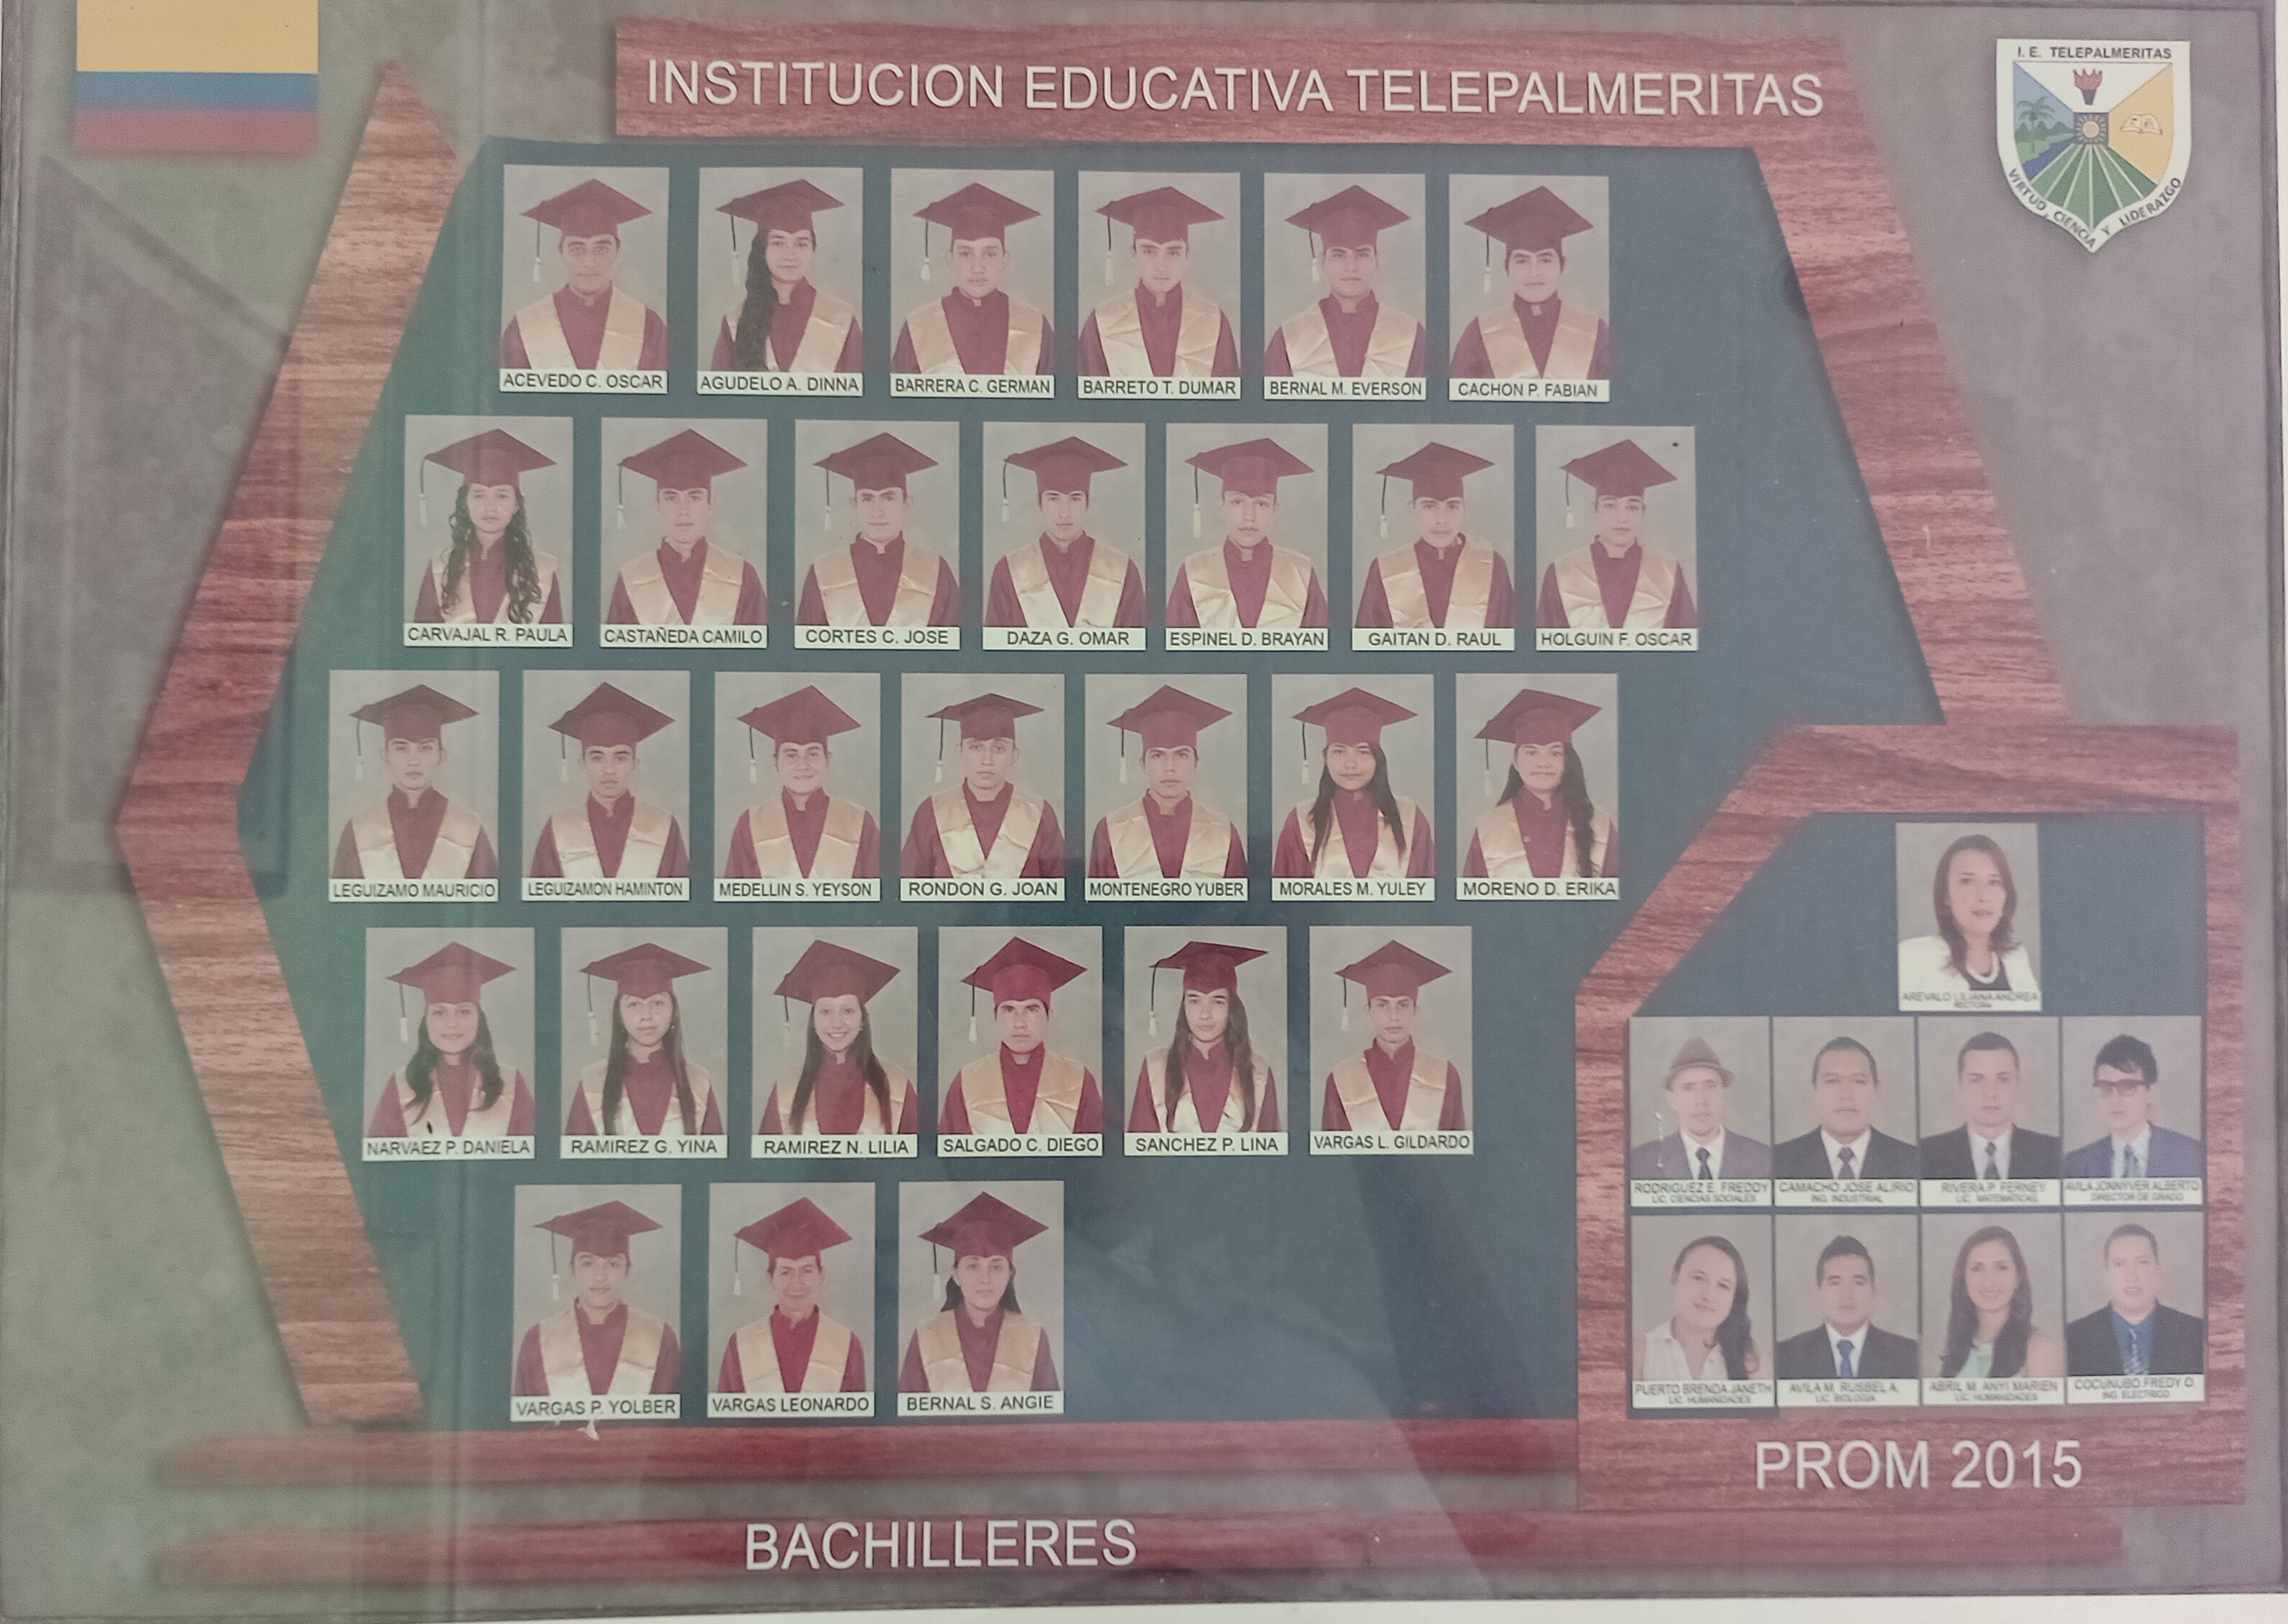 INSTITUCION EDUCATIVA TELEPALMERITAS
I. E. TELEPALMERITAS
VIRTUD, CIENCIA Y LIDERAZGO
ACEVEDO C. OSCAR
AGUDELO A. DINNA
BARRERA C. GERMAN
BARRETO T. DUMAR
BERNAL M. EVERSON
CACHON P. FABIAN
CARVAJAL R. PAULA
CASTAÑEDA CAMILO
CORTES C. JOSE
DAZA G. OMAR
ESPINEL D. BRAYAN
GAITAN D. RAUL
HOLGUIN F. OSCAR
LEGUIZAMO MAURICIO
LEGUIZAMON HAMINTON
MEDELLIN S. YEYSON
RONDON G. JOAN
MONTENEGRO YUBER
MORALES M. YULEY
MORENO D. ERIKA
NARVAEZ P. DANIELA
RAMIREZ G. YINA
RAMIREZ N. LILIA
SALGADO C. DIEGO
SANCHEZ P. LINA
VARGAS L. GILDARDO
VARGAS P. YOLBER
VARGAS LEONARDO
BERNAL S. ANGIE
AREVALO LILIANA ANDREA
RECTORA
RODRIGUEZ E. FREDDY
LIC. CIENCIAS SOCIALES
CAMACHO JOSE ALIRIO
ING. INDUSTRIAL
RIVERA P. FERNEY
LIC. MATEMATICAS
AVILA JONNYVER ALBERTO
DIRECTOR DE GRADO
PUERTO BRENDA JANETH
LIC. HUMANIDADES
AVILA M. RUSBEL A.
LIC. BIOLOGIA
ABRIL M. ANYI MARIEN
LIC. HUMANIDADES
COCUNUBO FREDY O.
ING. ELECTRICO
PROM 2015
BACHILLERES